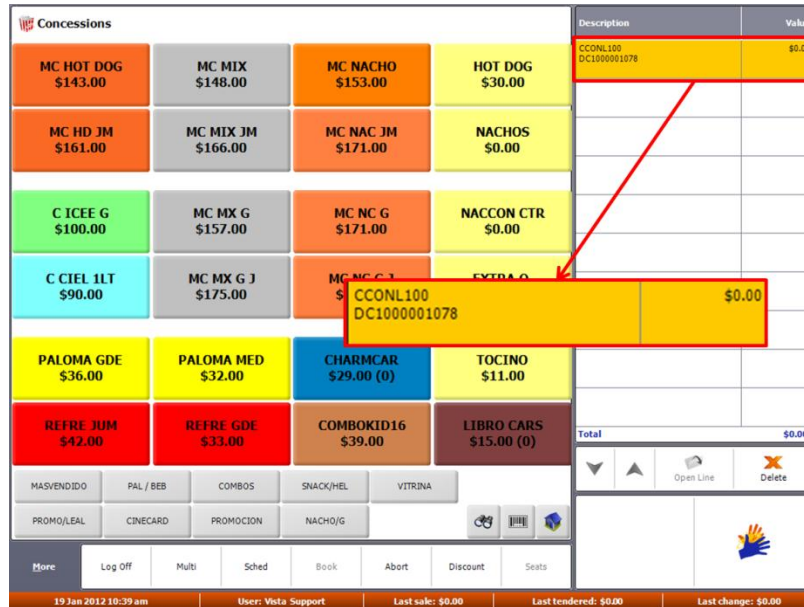 Concessions
Description Valu
CCONL100 $0.0
DC1000001078
MC HOT DOG
$143.00
MC MIX
$148.00
MC NACHO
$153.00
HOT DOG
$30.00
MC HD JM
$161.00
MC MIX JM
$166.00
MC NAC JM
$171.00
NACHOS
$0.00
C ICEE G
$100.00
MC MX G
$157.00
MC NC G
$171.00
NACCON CTR
$0.00
C CIEL 1LT
$90.00
MC MX G J
$175.00
CCONL100 $0.00
DC1000001078
PALOMA GDE
$36.00
PALOMA MED
$32.00
CHARMCAR
$29.00 (0)
TOCINO
$11.00
REFRE JUM
$42.00
REFRE GDE
$33.00
COMBOKID16
$39.00
LIBRO CARS
$15.00 (0)
Total $0.00
MASVENDIDO PAL / BEB COMBOS SNACK/HEL VITRINA
Open Line Delete
PROMO/LEAL CINECARD PROMOCION NACHO/G
More Log Off Multi Sched Book Abort Discount Seats
19 Jan 2012 10:39 am User: Vista Support Last sale: $0.00 Last tendered: $0.00 Last change: $0.00